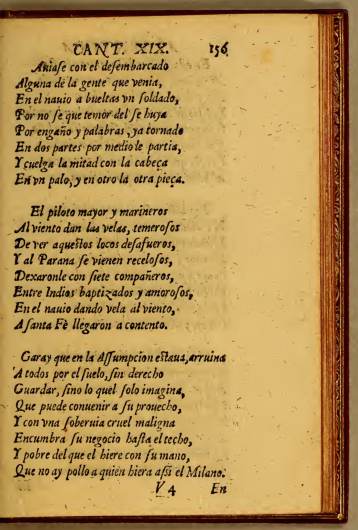 CANT. XIX. 156
Auiase con el desembarcado
Alguna de la gente que venia,
En el nauio a bueltas vn soldado,
Por no se que temor del se huya
Por engaño y palabras, ya tornado
En dos partes por medio le partia,
Y cuelga la mitad con la cabeça
En vn palo, y en otro la otra pieça.
El piloto mayor y marineros
Al viento dan las velas, temerosos
De ver aquestos locos desafueros,
Y al Parana se vienen recelosos,
Dexaronle con siete compañeros,
Entre Indios baptizados y amorosos,
En el nauio dando vela al viento,
A santa Fè llegaron a contento.
Garay que en la Assumpcion estaua, arruina
A todos por el suelo, sin derecho
Guardar, sino lo quel solo imagina,
Que puede conuenir a su prouecho,
Y con vna soberuia cruel maligna
Encumbra su negocio hasta el techo,
Y pobre del que el hiere con su mano,
Que no ay pollo a quien hiera assi el Milano.
V 4 En